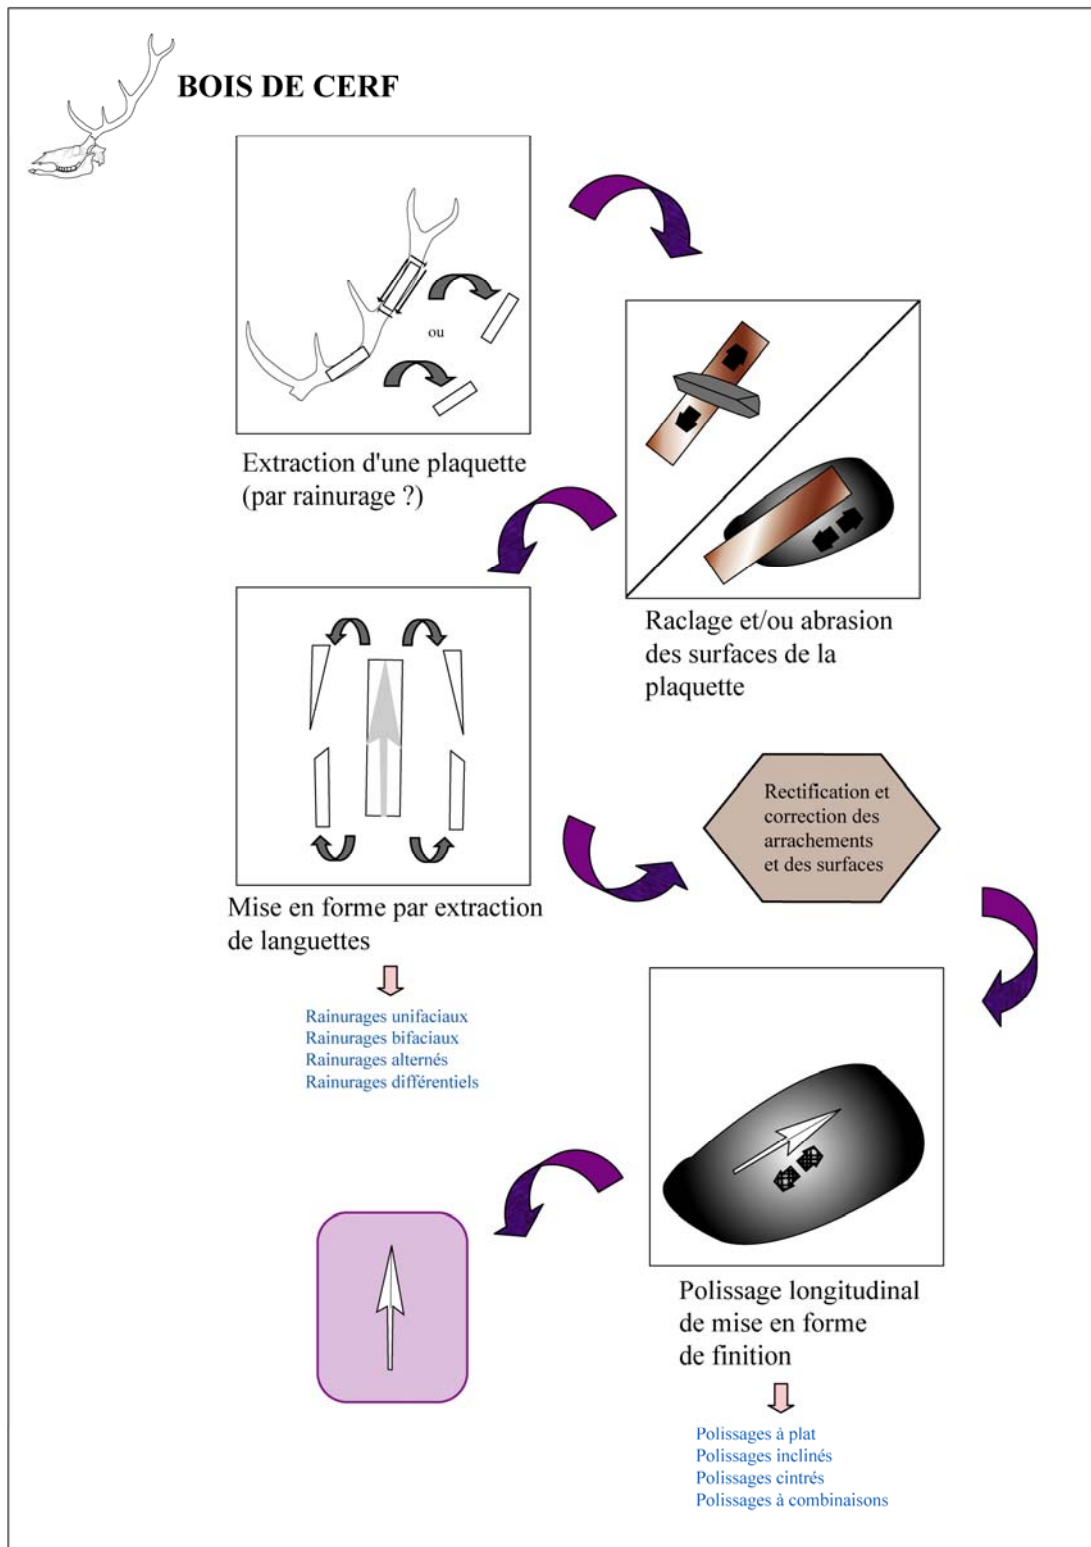 BOIS DE CERF
ou
Extraction d'une plaquette
(par rainurage ?)
Raclage et/ou abrasion
des surfaces de la
plaquette
Mise en forme par extraction
de languettes
Rainurages unifaciaux
Rainurages bifaciaux
Rainurages alternés
Rainurages différentiels
Rectification et
correction des
arrachements
et des surfaces
Polissage longitudinal
de mise en forme
de finition
Polissages à plat
Polissages inclinés
Polissages cintrés
Polissages à combinaisons